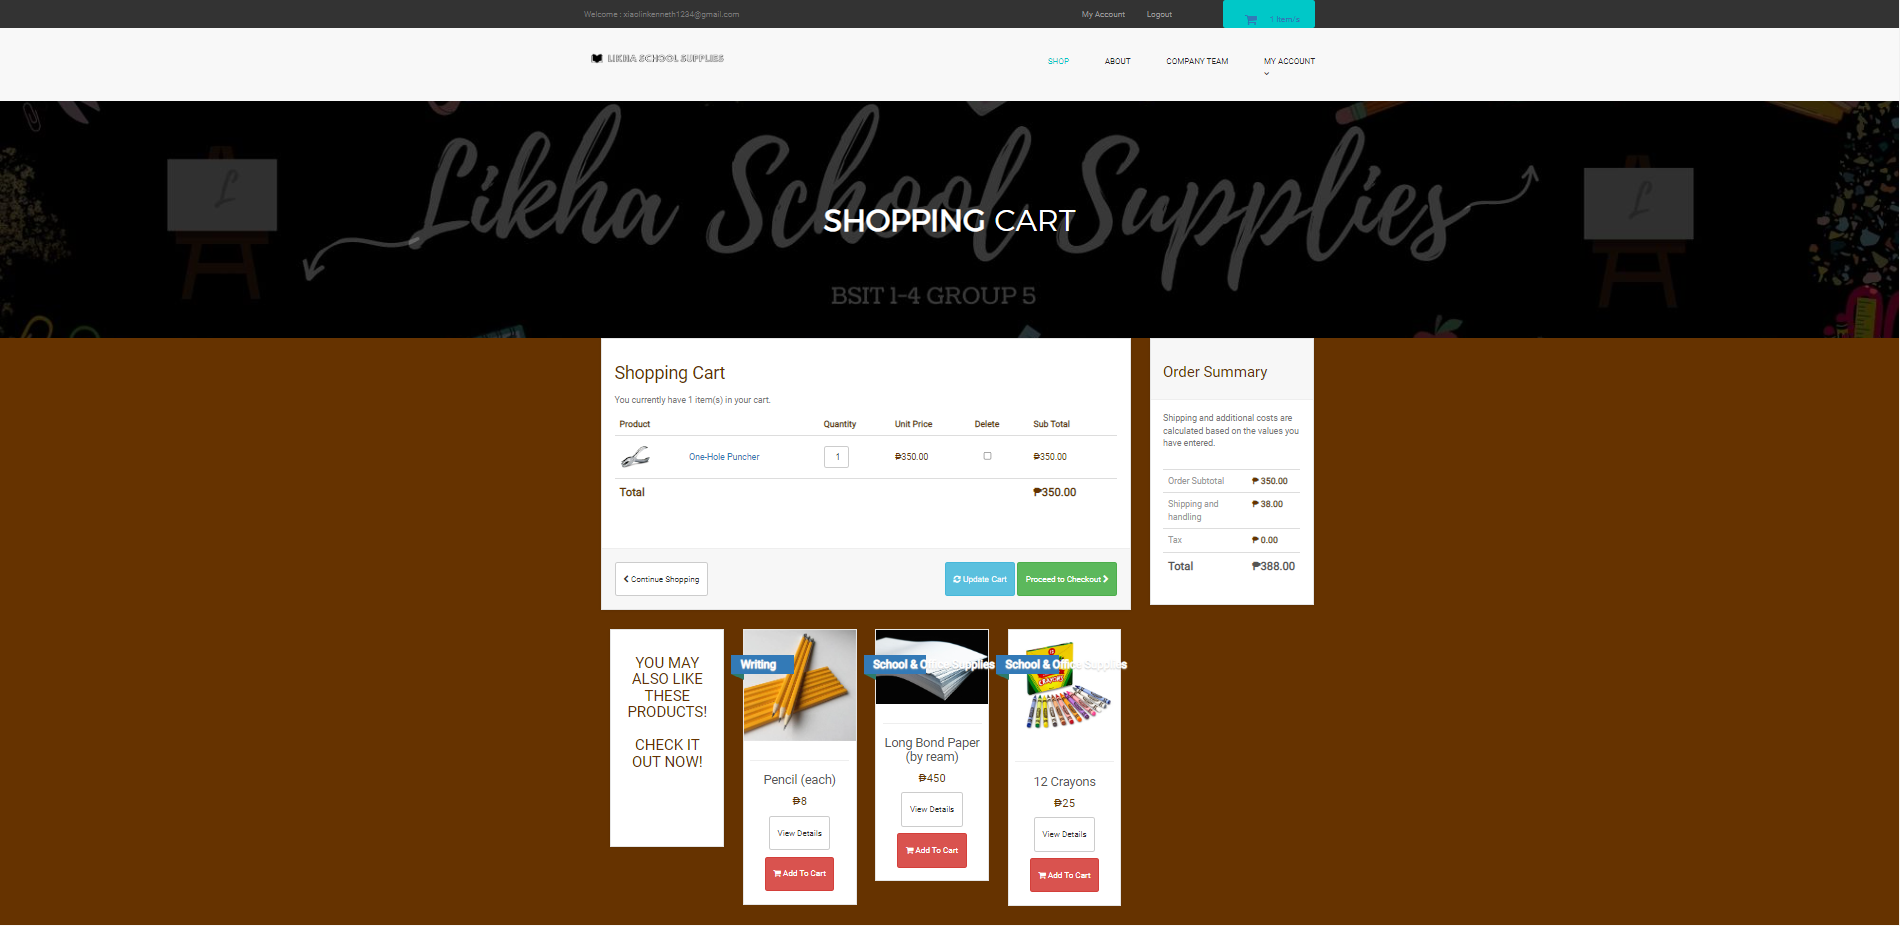 Welcome : xiaolinkenneth1234@gmail.com
My Account
Logout
1 Item/s
LIKHA SCHOOL SUPPLIES
SHOP
ABOUT
COMPANY TEAM
MY ACCOUNT
Likha School Supplies
L
L
SHOPPING CART
BSIT 1-4 GROUP 5
Shopping Cart
You currently have 1 item(s) in your cart.
Product Quantity Unit Price Delete Sub Total
One-Hole Puncher 1 ₱350.00 ₱350.00
Total ₱350.00
Continue Shopping
Update Cart
Proceed to Checkout
Order Summary
Shipping and additional costs are
calculated based on the values you
have entered.
Order Subtotal ₱ 350.00
Shipping and
handling ₱ 38.00
Tax ₱ 0.00
Total ₱388.00
YOU MAY
ALSO LIKE
THESE
PRODUCTS!
CHECK IT
OUT NOW!
Writing
Pencil (each)
₱8
View Details
Add To Cart
School & Office Supplies
Long Bond Paper
(by ream)
₱450
View Details
Add To Cart
School & Office Supplies
CRAYONS
12 Crayons
₱25
View Details
Add To Cart